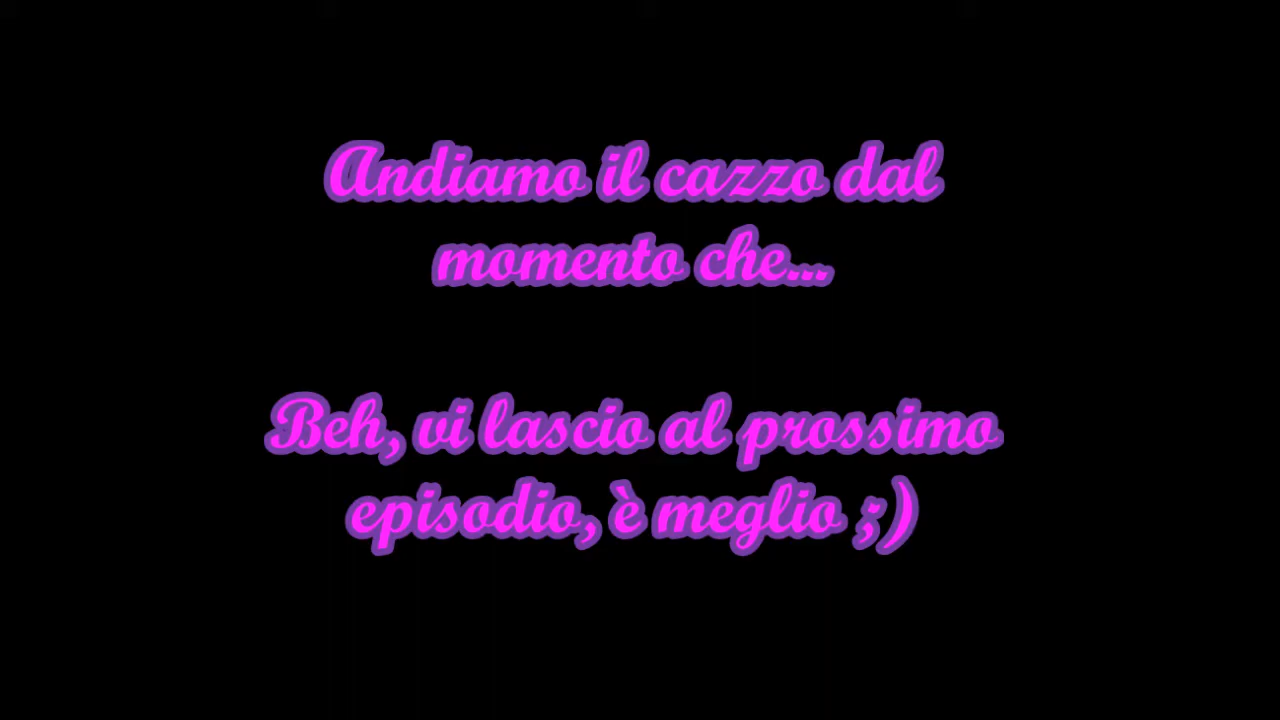 Andiamo il cazzo dal
momento che...
Beh, vi lascio al prossimo
episodio, è meglio ;)